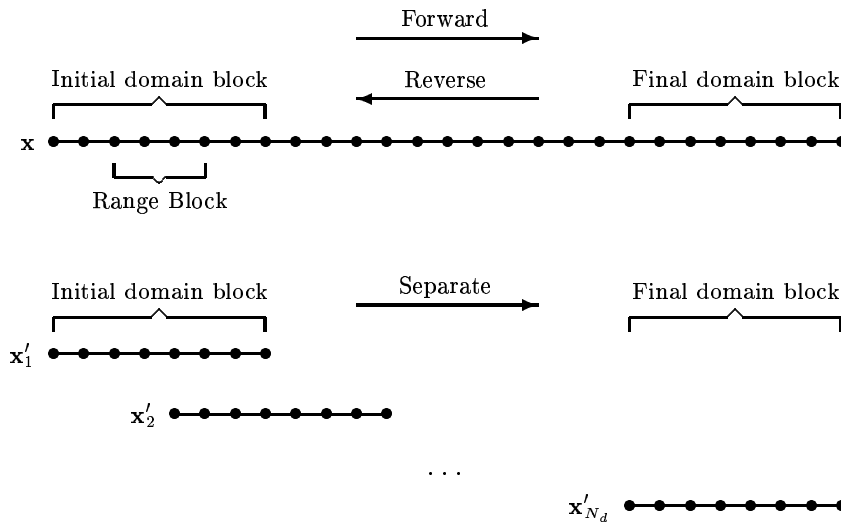 Forward
Initial domain block Reverse Final domain block
x
Range Block
Initial domain block Separate Final domain block
x′₁
x′₂
. . .
x′_{N_d}